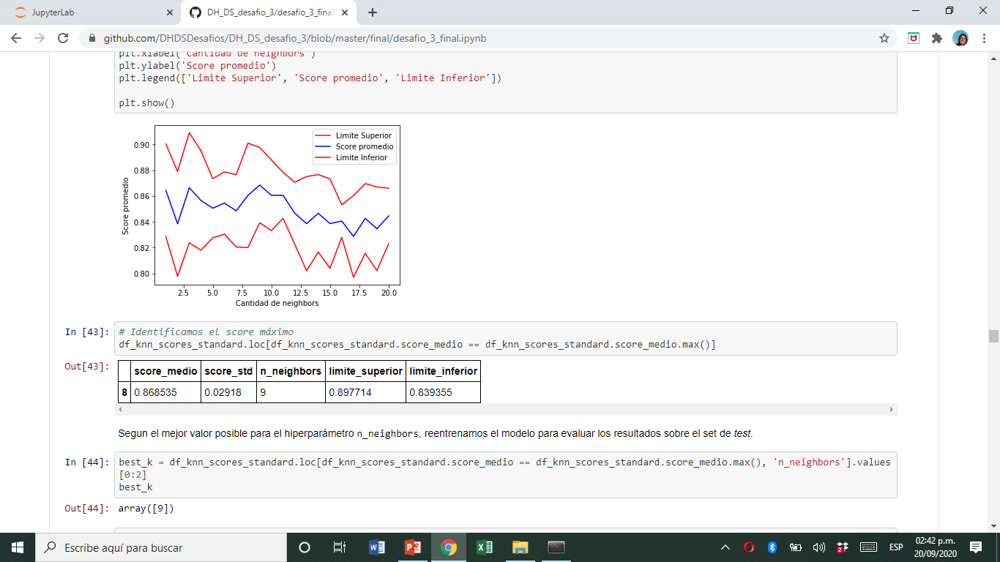 JupyterLab
DH_DS_desafio_3/desafio_3_final
github.com/DHDSDesafios/DH_DS_desafio_3/blob/master/final/desafio_3_final.ipynb
plt.xlabel('Cantidad de neighbors')
plt.ylabel('Score promedio')
plt.legend(['Limite Superior', 'Score promedio', 'Limite Inferior'])
plt.show()
Limite Superior
Score promedio
Limite Inferior
0.90
0.88
0.86
0.84
0.82
0.80
Score promedio
2.5 5.0 7.5 10.0 12.5 15.0 17.5 20.0
Cantidad de neighbors
In [43]: # Identificamos el score máximo
df_knn_scores_standard.loc[df_knn_scores_standard.score_medio == df_knn_scores_standard.score_medio.max()]
Out[43]:
score_medio score_std n_neighbors limite_superior limite_inferior
8 0.868535 0.02918 9 0.897714 0.839355
Segun el mejor valor posible para el hiperparámetro n_neighbors, reentrenamos el modelo para evaluar los resultados sobre el set de test.
In [44]: best_k = df_knn_scores_standard.loc[df_knn_scores_standard.score_medio == df_knn_scores_standard.score_medio.max(), 'n_neighbors'].values
[0:2]
best_k
Out[44]: array([9])
Escribe aquí para buscar
ESP
02:42 p.m.
20/09/2020